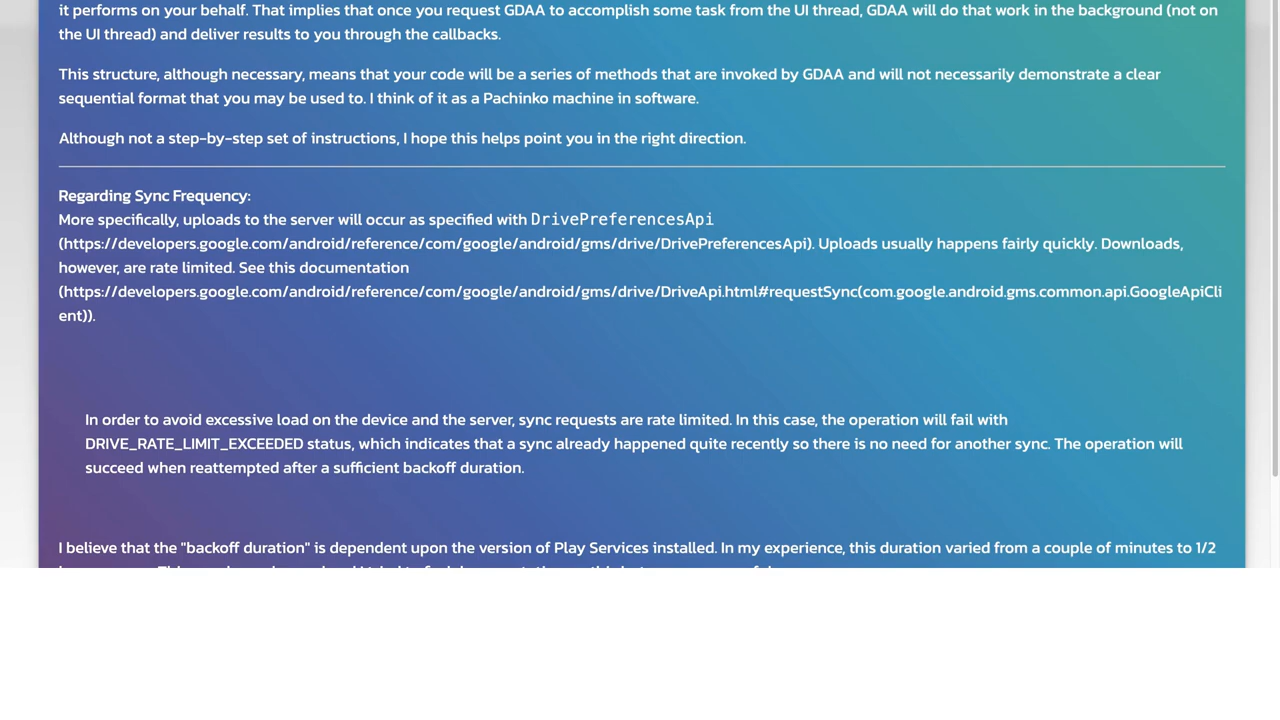 it performs on your behalf. That implies that once you request GDAA to accomplish some task from the UI thread, GDAA will do that work in the background (not on
the UI thread) and deliver results to you through the callbacks.
This structure, although necessary, means that your code will be a series of methods that are invoked by GDAA and will not necessarily demonstrate a clear
sequential format that you may be used to. I think of it as a Pachinko machine in software.
Although not a step-by-step set of instructions, I hope this helps point you in the right direction.
Regarding Sync Frequency:
More specifically, uploads to the server will occur as specified with DrivePreferencesApi
(https://developers.google.com/android/reference/com/google/android/gms/drive/DrivePreferencesApi). Uploads usually happens fairly quickly. Downloads,
however, are rate limited. See this documentation
(https://developers.google.com/android/reference/com/google/android/gms/drive/DriveApi.html#requestSync(com.google.android.gms.common.api.GoogleApiCli
ent)).
In order to avoid excessive load on the device and the server, sync requests are rate limited. In this case, the operation will fail with
DRIVE_RATE_LIMIT_EXCEEDED status, which indicates that a sync already happened quite recently so there is no need for another sync. The operation will
succeed when reattempted after a sufficient backoff duration.
I believe that the "backoff duration" is dependent upon the version of Play Services installed. In my experience, this duration varied from a couple of minutes to 1/2